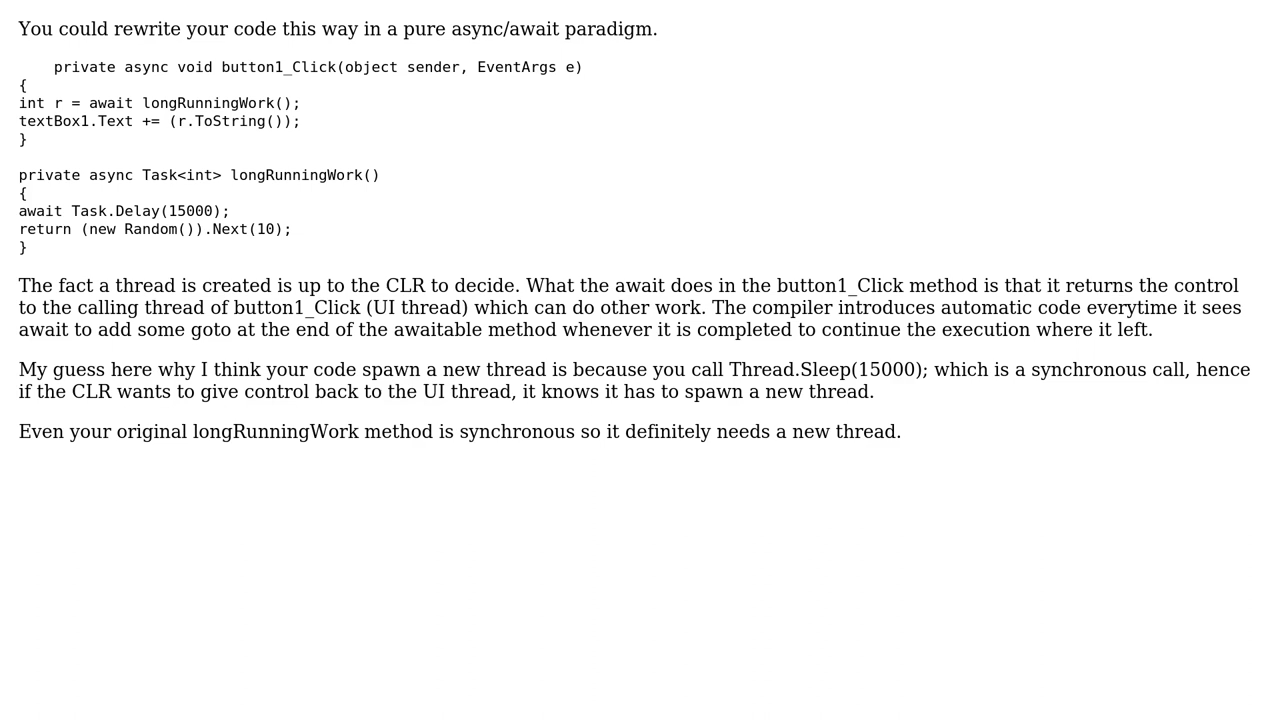 You could rewrite your code this way in a pure async/await paradigm.
    private async void button1_Click(object sender, EventArgs e)
{
int r = await longRunningWork();
textBox1.Text += (r.ToString());
}
private async Task<int> longRunningWork()
{
await Task.Delay(15000);
return (new Random()).Next(10);
}
The fact a thread is created is up to the CLR to decide. What the await does in the button1_Click method is that it returns the control
to the calling thread of button1_Click (UI thread) which can do other work. The compiler introduces automatic code everytime it sees
await to add some goto at the end of the awaitable method whenever it is completed to continue the execution where it left.
My guess here why I think your code spawn a new thread is because you call Thread.Sleep(15000); which is a synchronous call, hence
if the CLR wants to give control back to the UI thread, it knows it has to spawn a new thread.
Even your original longRunningWork method is synchronous so it definitely needs a new thread.